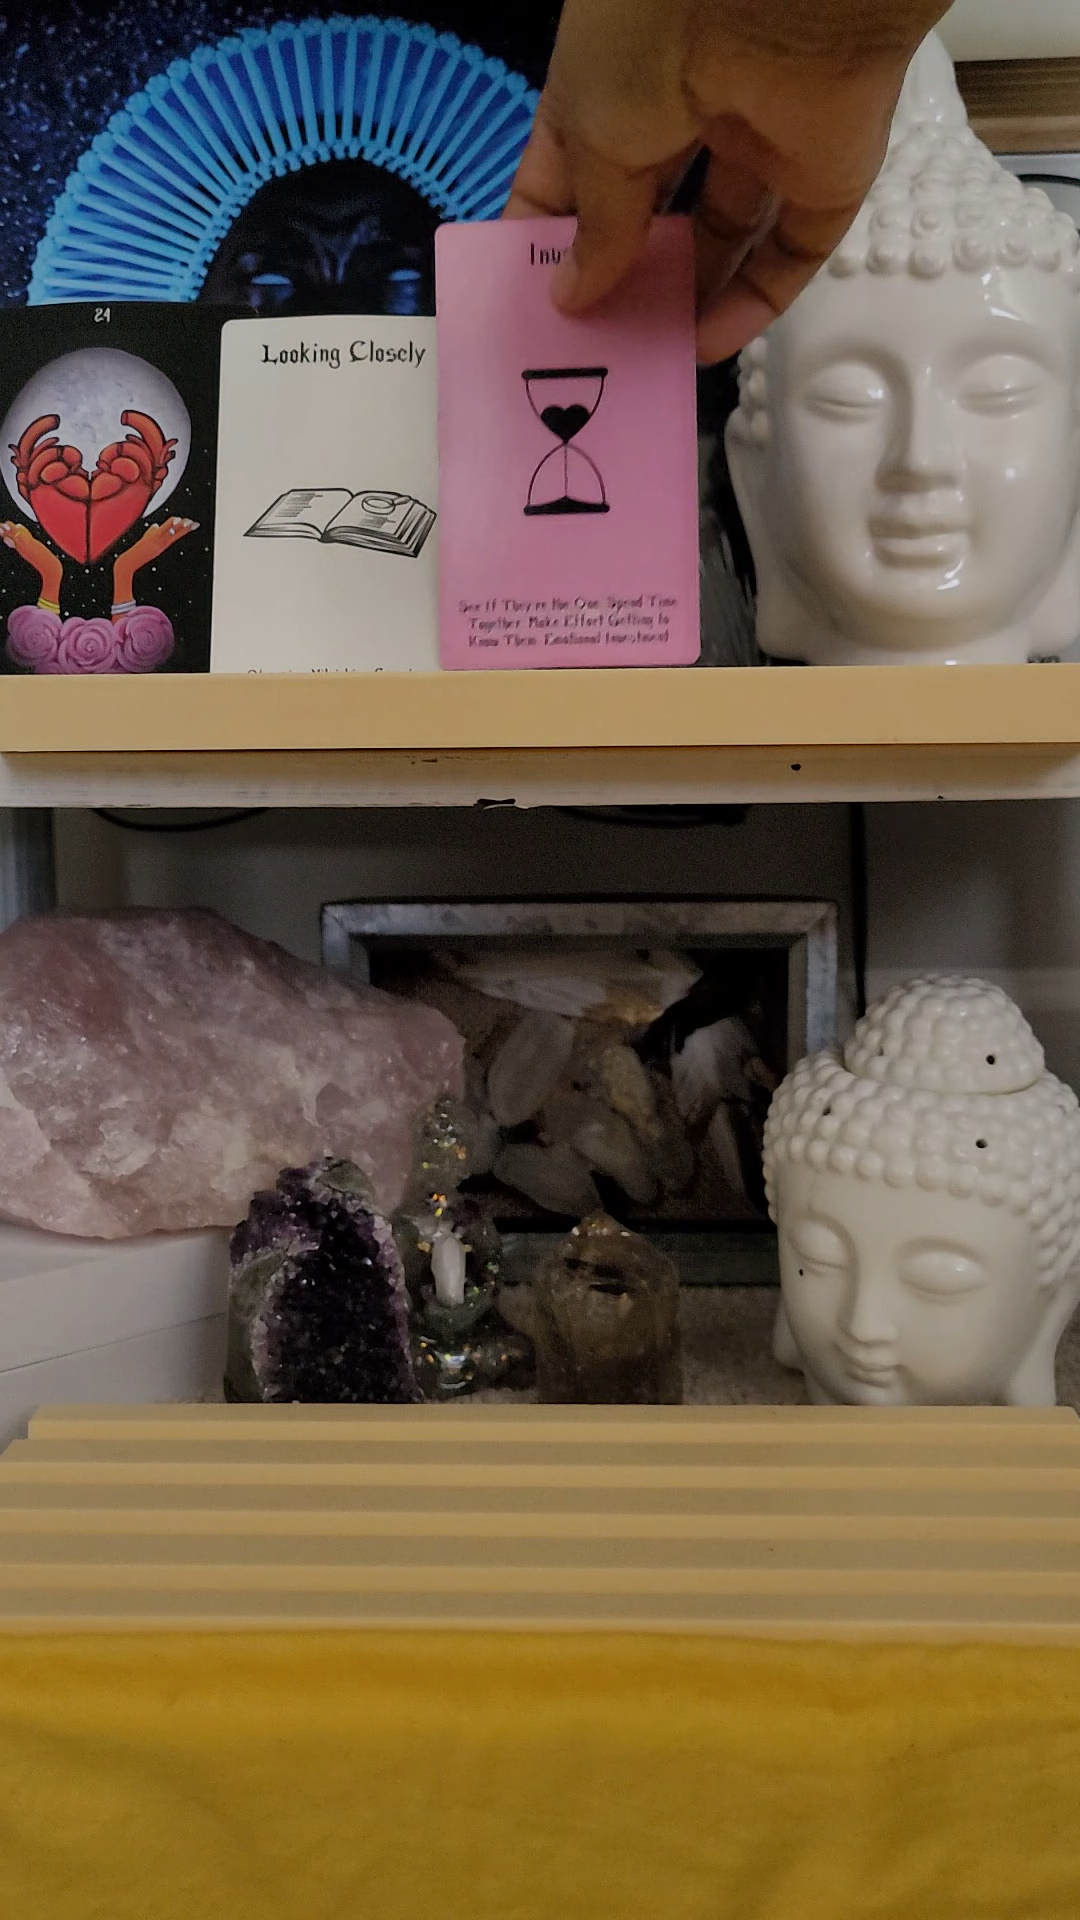 24
Looking Closely
Inv
See If They're the One. Spend Time
Together. Make Effort Getting to
Know Them. Emotional Investment